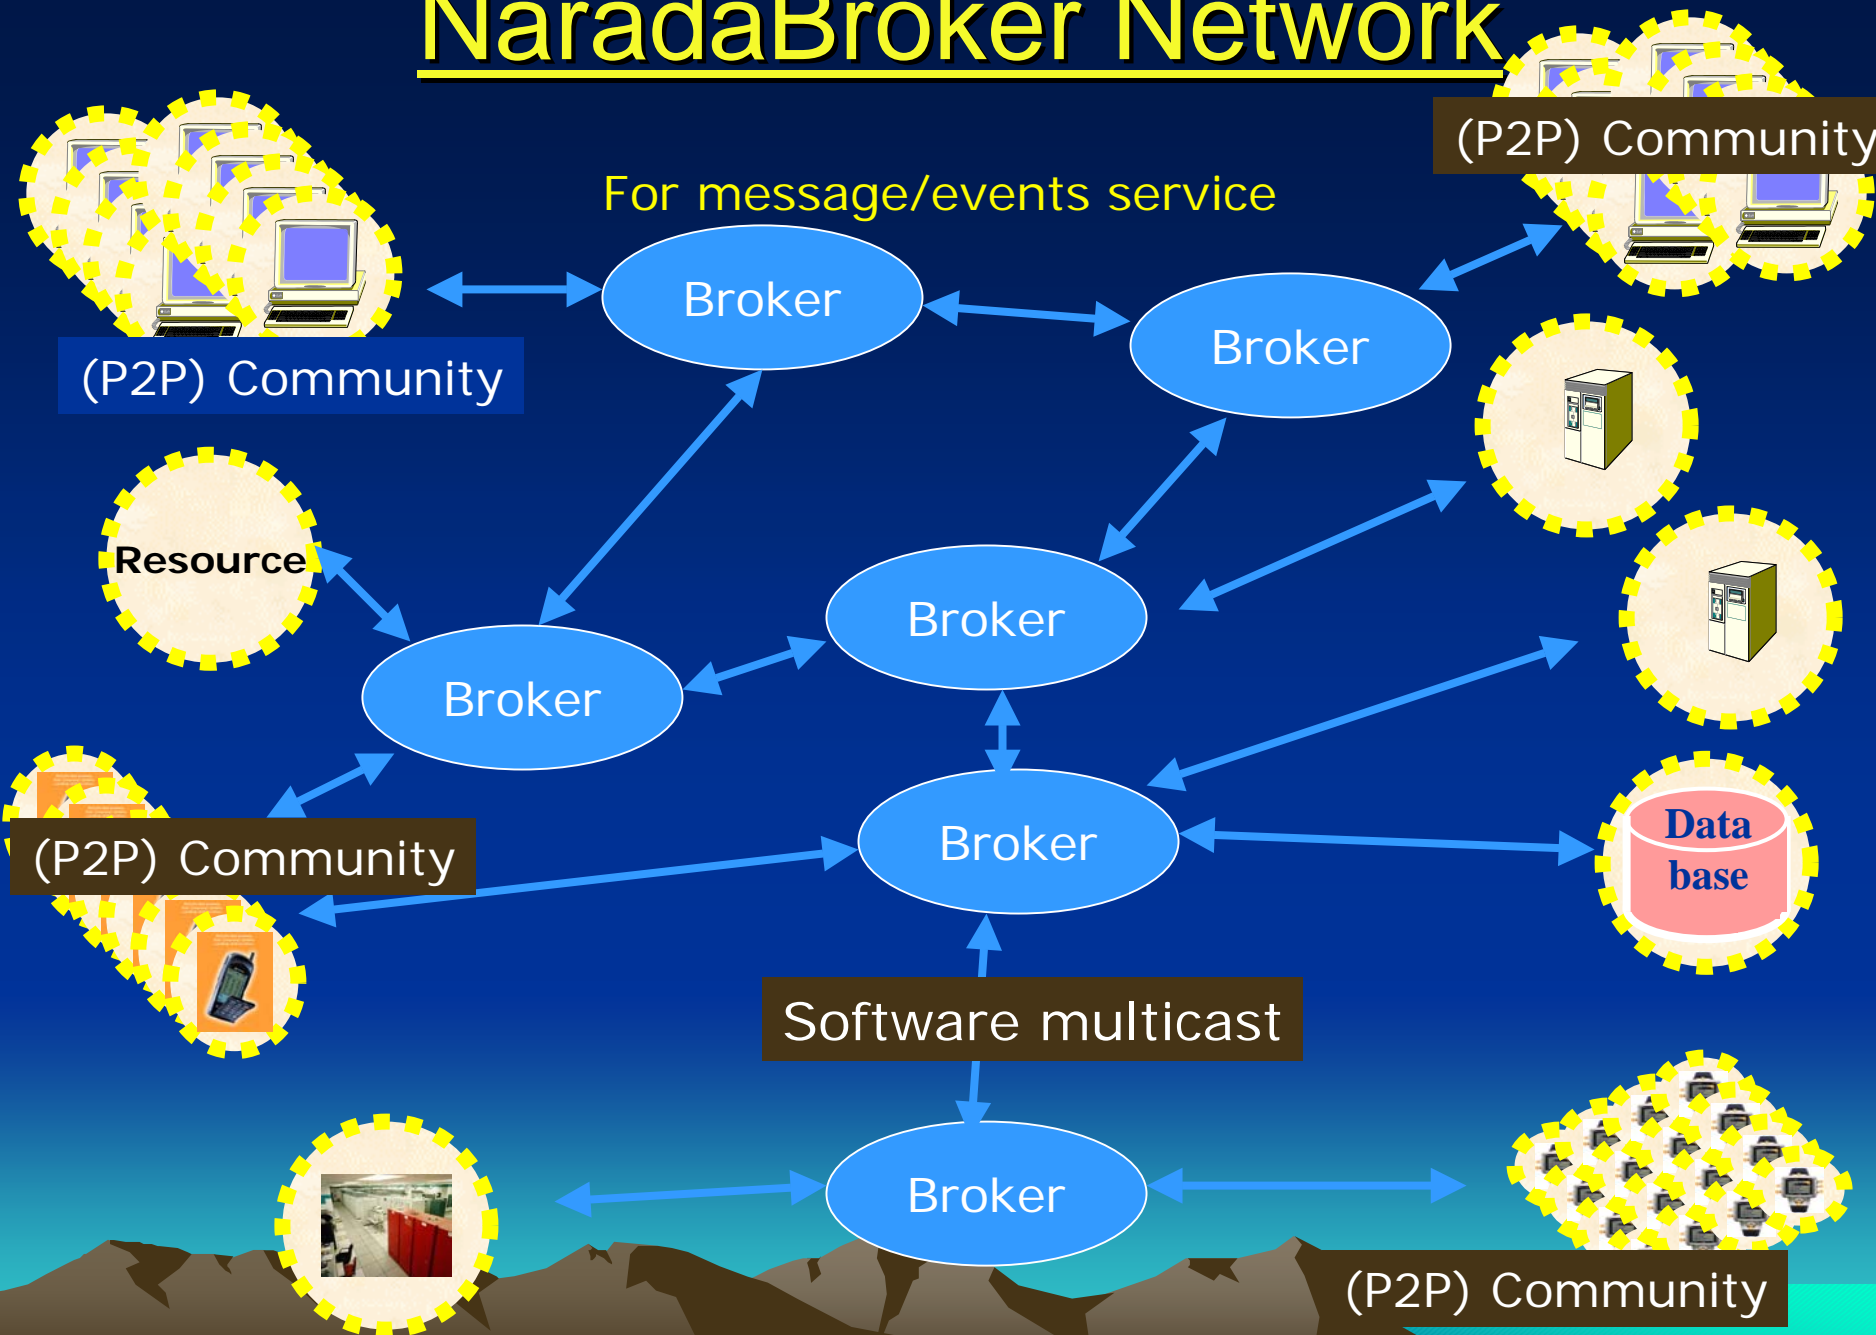 NaradaBroker Network
(P2P) Community
For message/events service
Broker
Broker
(P2P) Community
Resource
Broker
Broker
(P2P) Community
Broker
Data
base
Software multicast
Broker
(P2P) Community